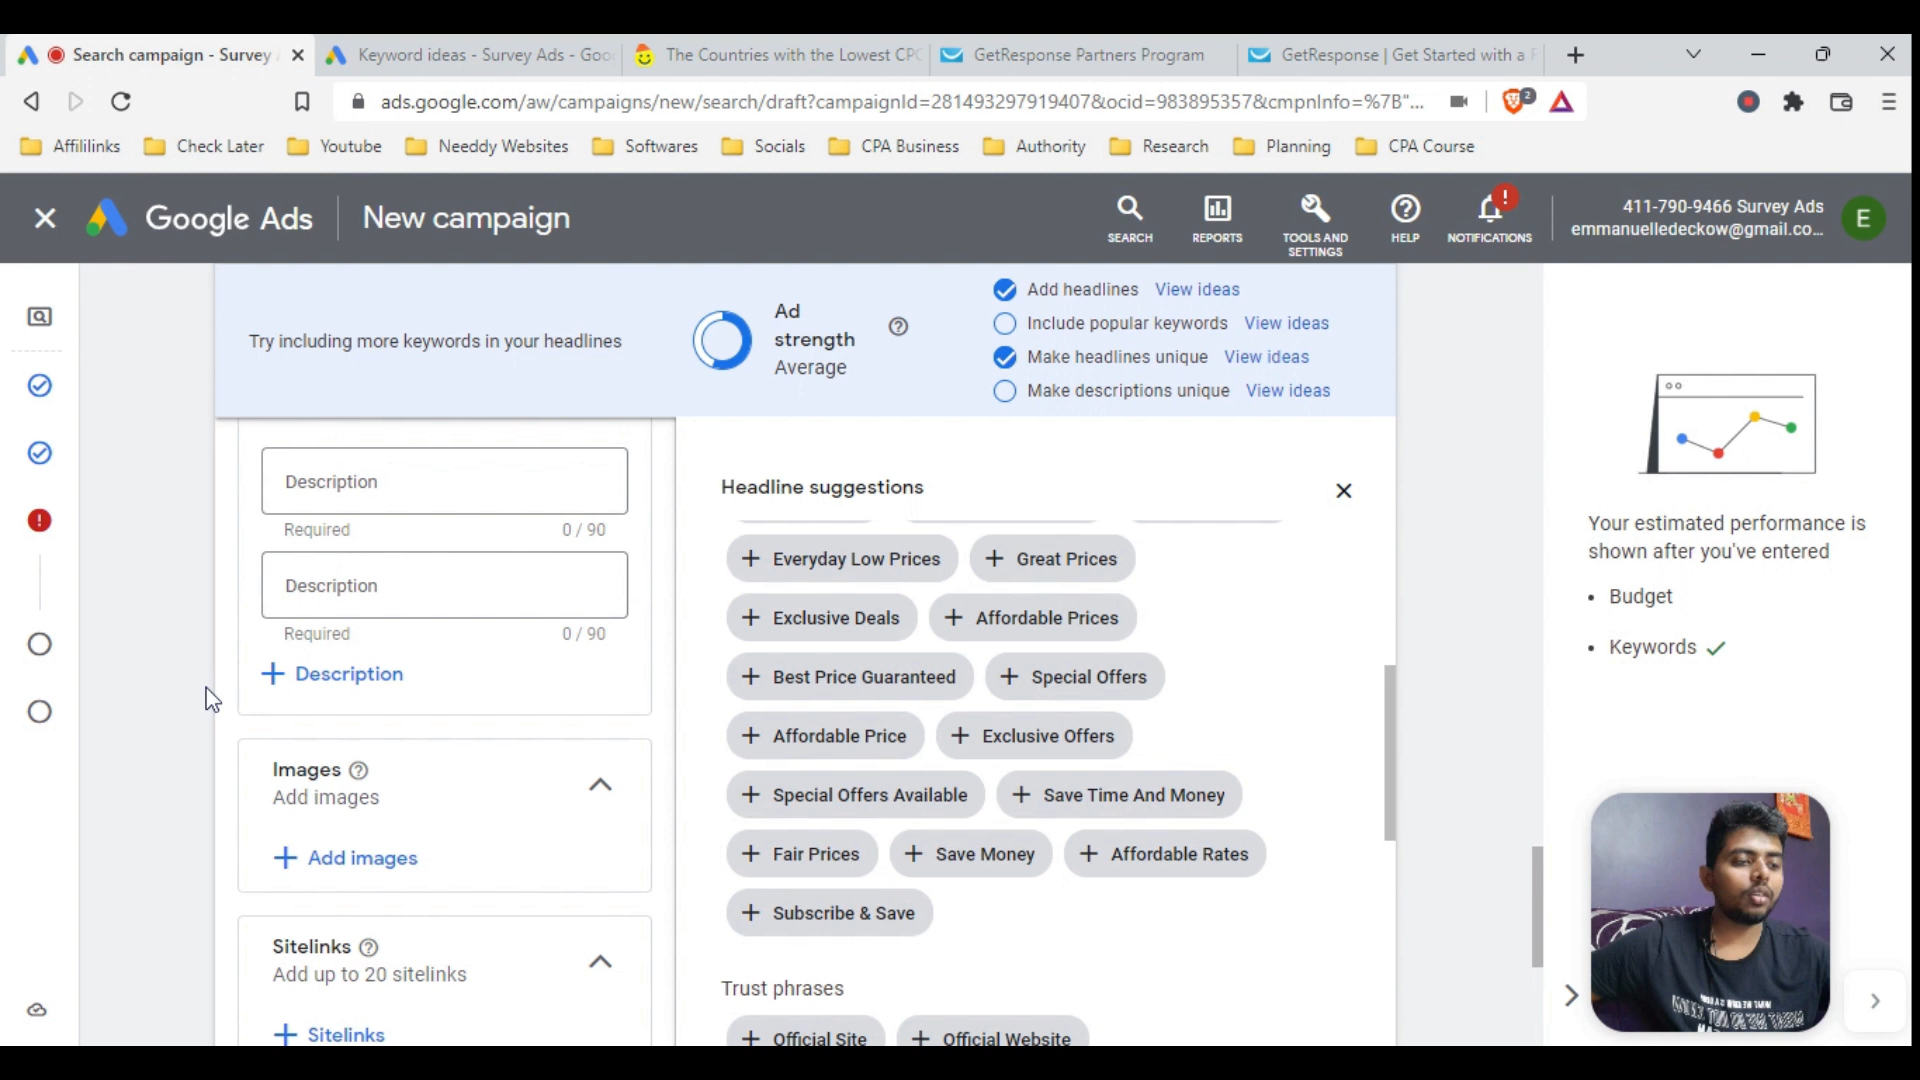 Search campaign - Survey
Keyword ideas - Survey Ads - Goo
The Countries with the Lowest CPC
GetResponse Partners Program
GetResponse | Get Started with a F
ads.google.com/aw/campaigns/new/search/draft?campaignId=281493297919407&ocid=983895357&cmpnInfo=%7B"...
2
Affililinks
Check Later
Youtube
Needdy Websites
Softwares
Socials
CPA Business
Authority
Research
Planning
CPA Course
Google Ads
New campaign
SEARCH
REPORTS
TOOLS AND
SETTINGS
HELP
!
NOTIFICATIONS
411-790-9466 Survey Ads
emmanuelledeckow@gmail.co...
E
Try including more keywords in your headlines
Ad
strength
Average
Add headlines View ideas
Include popular keywords View ideas
Make headlines unique View ideas
Make descriptions unique View ideas
Description
Required 0 / 90
Description
Required 0 / 90
+ Description
Images
Add images
+ Add images
Sitelinks
Add up to 20 sitelinks
+ Sitelinks
Headline suggestions
+ Everyday Low Prices + Great Prices
+ Exclusive Deals + Affordable Prices
+ Best Price Guaranteed + Special Offers
+ Affordable Price + Exclusive Offers
+ Special Offers Available + Save Time And Money
+ Fair Prices + Save Money + Affordable Rates
+ Subscribe & Save
Trust phrases
+ Official Site + Official Website
Your estimated performance is
shown after you've entered
• Budget
• Keywords